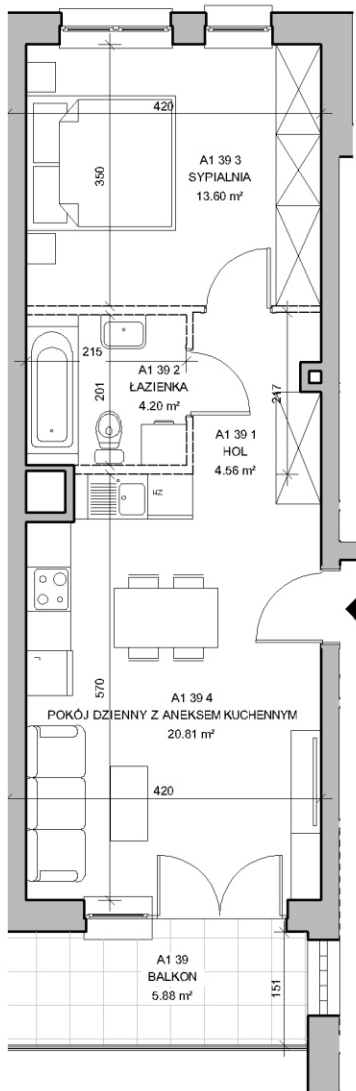 420
350
A1 39 3
SYPIALNIA
13.60 m²
215
201
A1 39 2
ŁAZIENKA
4.20 m²
217
A1 39 1
HOL
4.56 m²
HZ
570
A1 39 4
POKÓJ DZIENNY Z ANEKSEM KUCHENNYM
20.81 m²
420
A1 39
BALKON
5.88 m²
151